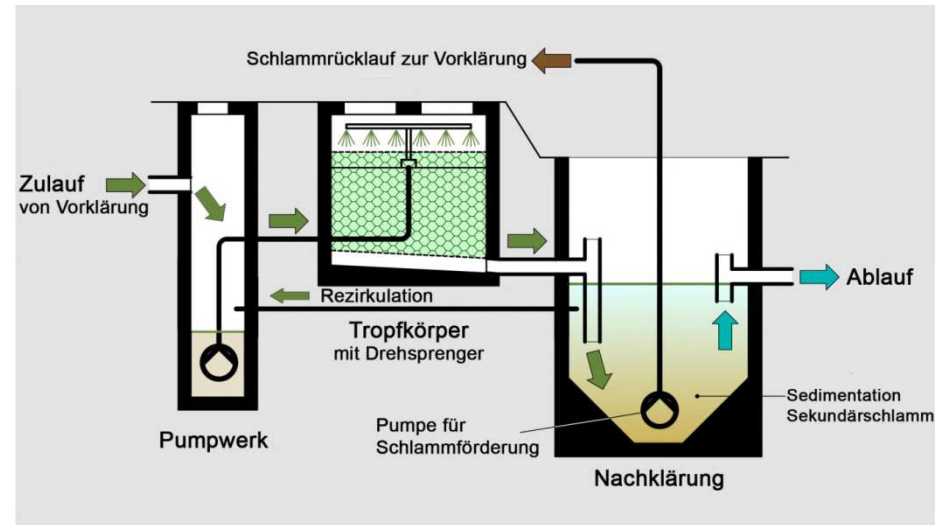 Schlammrücklauf zur Vorklärung
Zulauf
von Vorklärung
Rezirkulation
Tropfkörper
mit Drehsprenger
Ablauf
Pumpwerk
Pumpe für
Schlammförderung
Sedimentation
Sekundärschlamm
Nachklärung